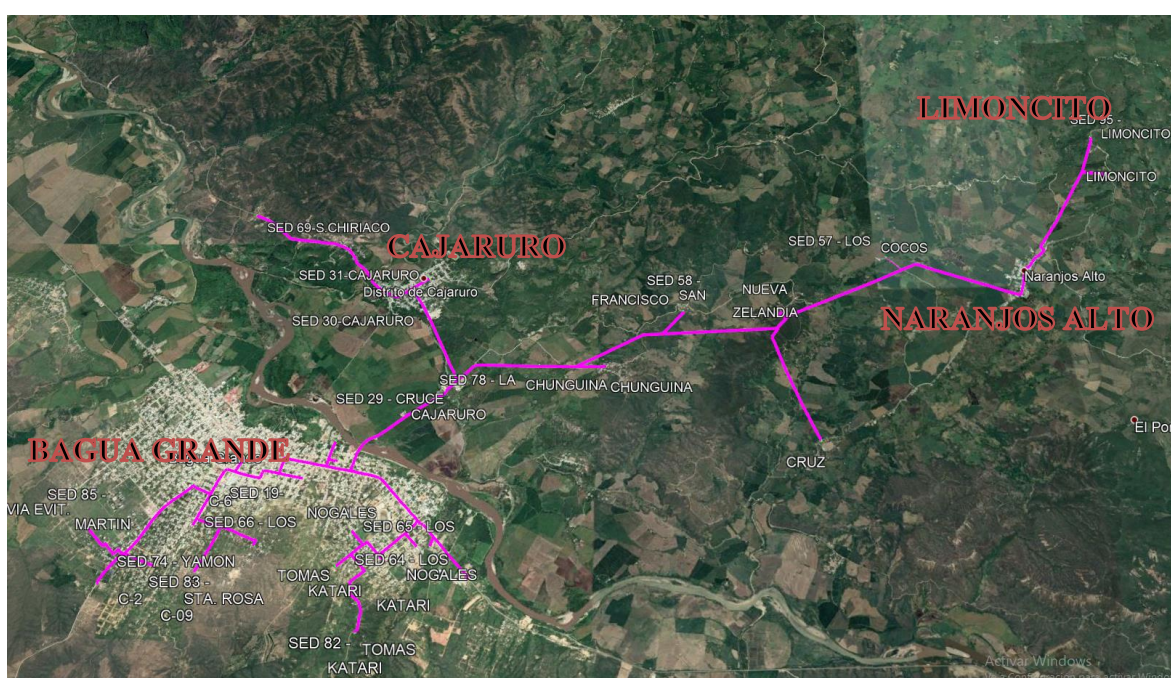 LIMONCITO
SED 95 -
LIMONCITO
LIMONCITO
SED 69-S.CHIRIACO
CAJARURO
SED 57 - LOS
COCOS
SED 31-CAJARURO
Distrito de Cajaruro
SED 58 -
SAN
FRANCISCO
NUEVA
ZELANDIA
Naranjos Alto
NARANJOS ALTO
SED 30-CAJARURO
SED 78 - LA
CHUNGUINA
CHUNGUINA
SED 29 - CRUCE
CAJARURO
El Por
BAGUA GRANDE
CRUZ
SED 85 -
VIA EVIT.
MARTIN
C-6
SED 19-
NOGALES
SED 66 - LOS
SED 65 - LOS
SED 74 - YAMON
SED 64 - LOS
NOGALES
SED 83 -
STA. ROSA
C-2
C-09
TOMAS
KATARI
KATARI
SED 82 -
TOMAS
KATARI
Activar Windows